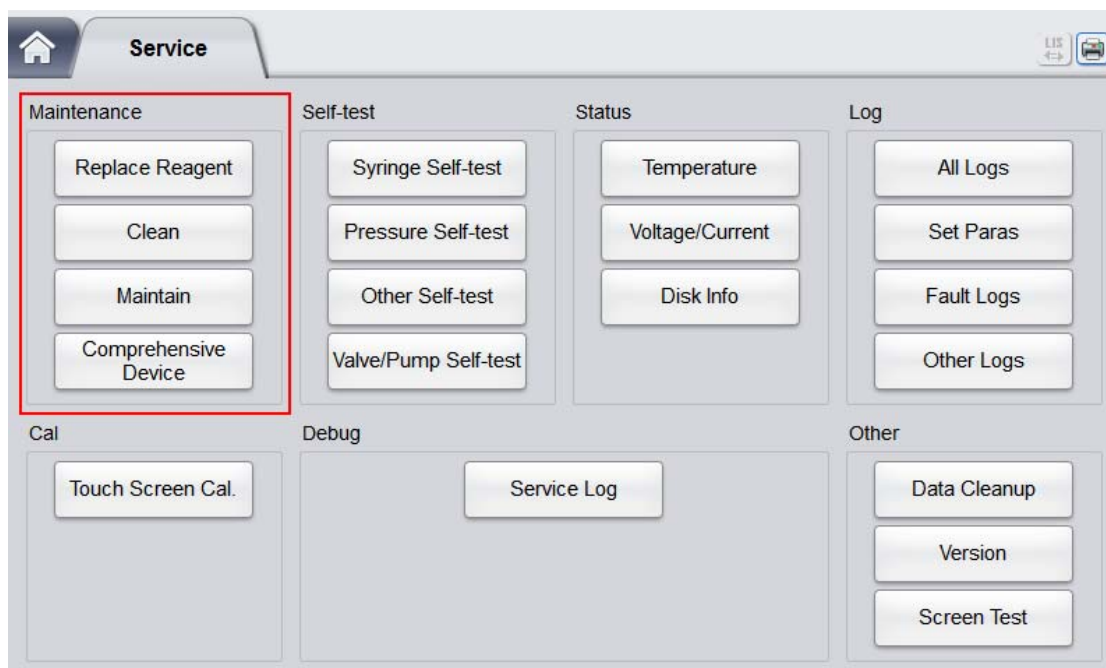 Service
LIS
Maintenance
Replace Reagent
Clean
Maintain
Comprehensive
Device
Self-test
Syringe Self-test
Pressure Self-test
Other Self-test
Valve/Pump Self-test
Status
Temperature
Voltage/Current
Disk Info
Log
All Logs
Set Paras
Fault Logs
Other Logs
Cal
Touch Screen Cal.
Debug
Service Log
Other
Data Cleanup
Version
Screen Test